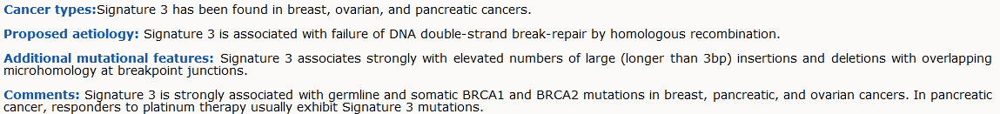 Cancer types:Signature 3 has been found in breast, ovarian, and pancreatic cancers.
Proposed aetiology: Signature 3 is associated with failure of DNA double-strand break-repair by homologous recombination.
Additional mutational features: Signature 3 associates strongly with elevated numbers of large (longer than 3bp) insertions and deletions with overlapping
microhomology at breakpoint junctions.
Comments: Signature 3 is strongly associated with germline and somatic BRCA1 and BRCA2 mutations in breast, pancreatic, and ovarian cancers. In pancreatic
cancer, responders to platinum therapy usually exhibit Signature 3 mutations.